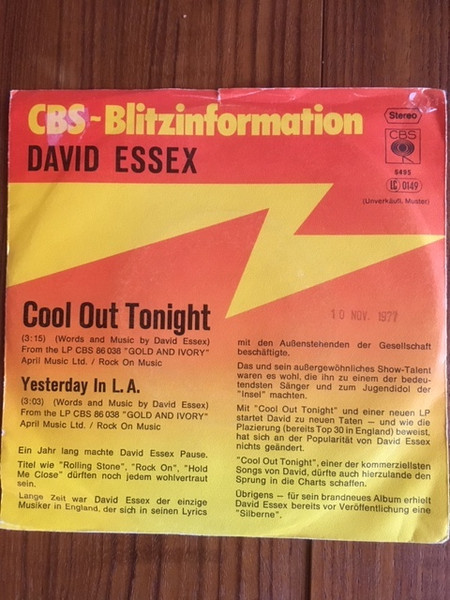 CBS~Blitzinformation
DAVID ESSEX
Stereo
CBS
5495
LC 0149
(Unverkäufl. Muster)
10 NOV. 1977
Cool Out Tonight
(3:15) (Words and Music by David Essex)
From the LP CBS 86 038 "GOLD AND IVORY"
April Music Ltd. / Rock On Music
Yesterday In L.A.
(3:03) (Words and Music by David Essex)
From the LP CBS 86 038 "GOLD AND IVORY"
April Music Ltd. / Rock On Music
Ein Jahr lang machte David Essex Pause.
Titel wie "Rolling Stone", "Rock On", "Hold
Me Close" dürften noch jedem wohlvertraut
sein.
Lange Zeit war David Essex der einzige
Musiker in England, der sich in seinen Lyrics
mit den Außenstehenden der Gesellschaft
beschäftigte.
Das und sein außergewöhnliches Show-Talent
waren es wohl, die ihn zu einem der bedeu-
tendsten Sänger und zum Jugendidol der
"Insel" machten.
Mit "Cool Out Tonight" und einer neuen LP
startet David zu neuen Taten – und wie die
Plazierung (bereits Top 30 in England) beweist,
hat sich an der Popularität von David Essex
nichts geändert.
"Cool Out Tonight", einer der kommerziellsten
Songs von David, dürfte auch hierzulande den
Sprung in die Charts schaffen.
Übrigens – für sein brandneues Album erhielt
David Essex bereits vor Veröffentlichung eine
"Silberne".